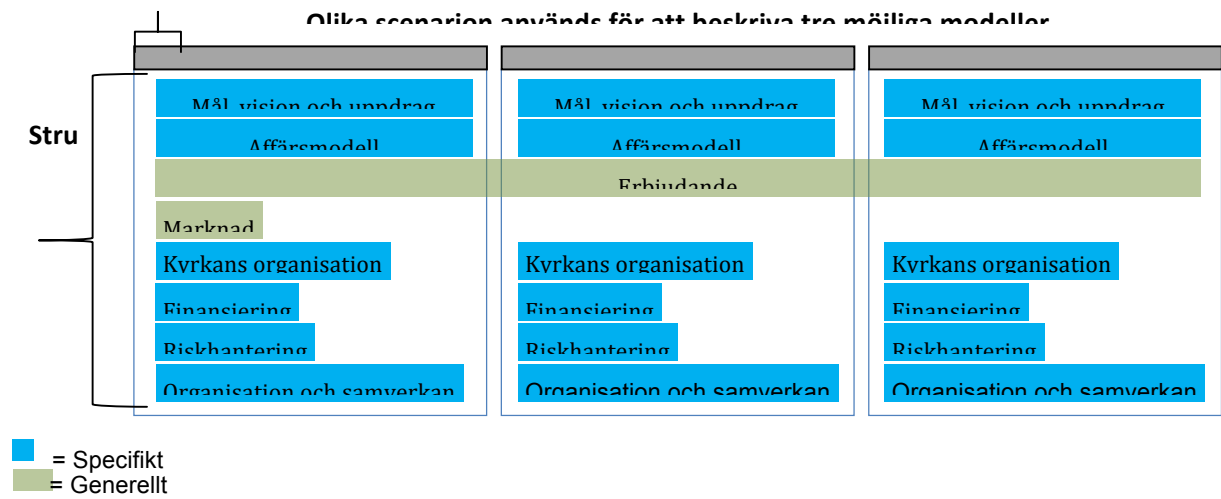 Olika scenarion används för att beskriva tre möjliga modeller
Stru
Mål, vision och uppdrag
Affärsmodell
Mål, vision och uppdrag
Affärsmodell
Mål, vision och uppdrag
Affärsmodell
Erbjudande
Marknad
Kyrkans organisation
Finansiering
Riskhantering
Organisation och samverkan
Kyrkans organisation
Finansiering
Riskhantering
Organisation och samverkan
Kyrkans organisation
Finansiering
Riskhantering
Organisation och samverkan
= Specifikt
= Generellt